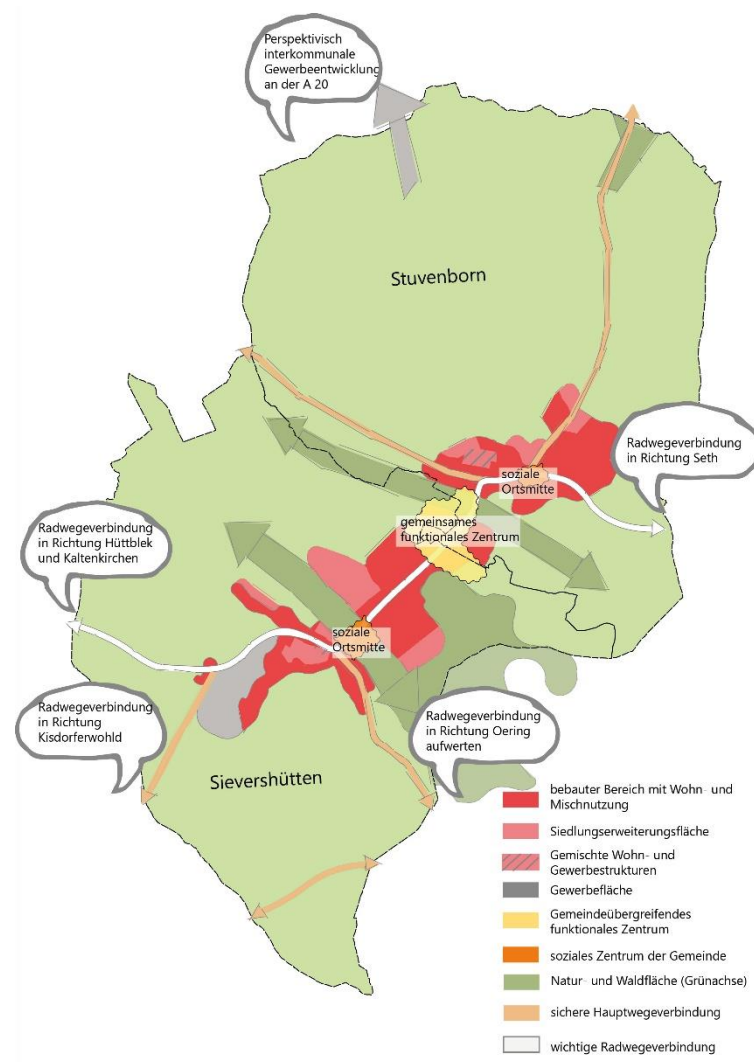 Perspektivisch
interkommunale
Gewerbeentwicklung
an der A 20
Stuvenborn
Radwegeverbindung
in Richtung Seth
soziale
Ortsmitte
gemeinsames
funktionales Zentrum
Radwegeverbindung
in Richtung Hüttblek
und Kaltenkirchen
soziale
Ortsmitte
Radwegeverbindung
in Richtung
Kisdorferwohld
Radwegeverbindung
in Richtung Oering
aufwerten
Sievershütten
bebauter Bereich mit Wohn- und
Mischnutzung
Siedlungserweiterungsfläche
Gemischte Wohn- und
Gewerbestrukturen
Gewerbefläche
Gemeindeübergreifendes
funktionales Zentrum
soziales Zentrum der Gemeinde
Natur- und Waldfläche (Grünachse)
sichere Hauptwegeverbindung
wichtige Radwegeverbindung